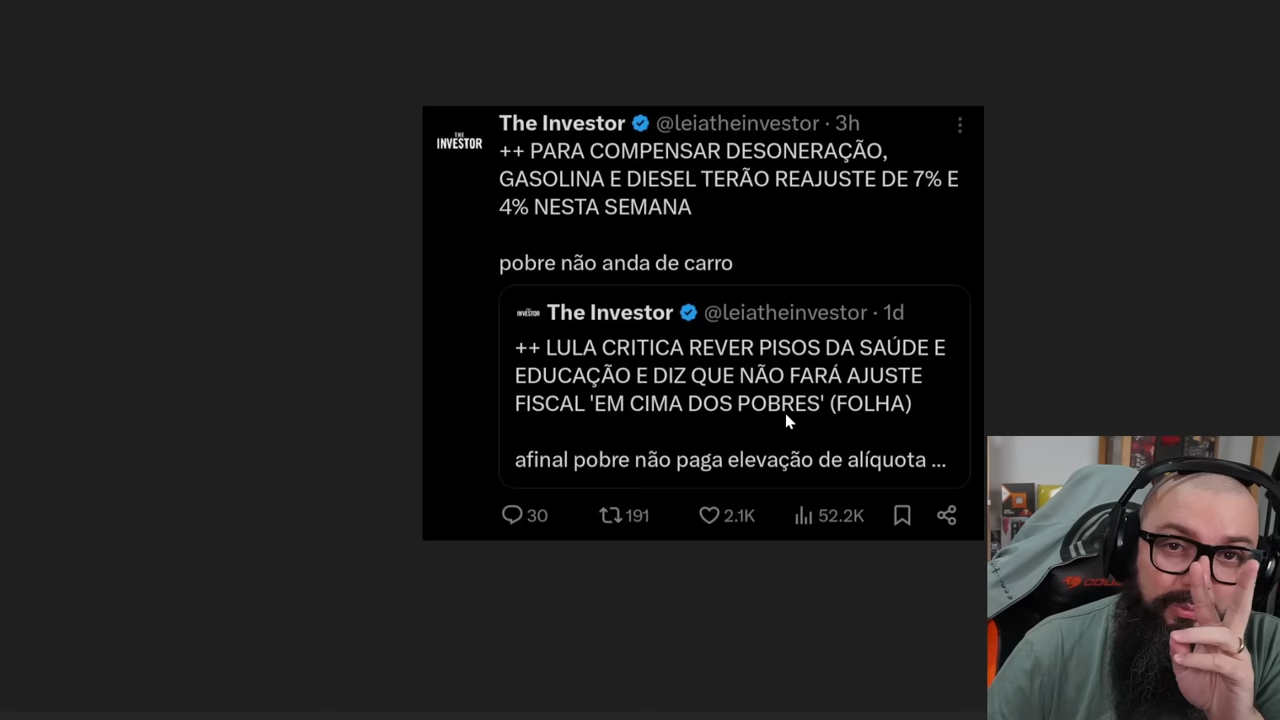 The Investor @leiatheinvestor · 3h
THE
INVESTOR
++ PARA COMPENSAR DESONERAÇÃO,
GASOLINA E DIESEL TERÃO REAJUSTE DE 7% E
4% NESTA SEMANA
pobre não anda de carro
The Investor @leiatheinvestor · 1d
++ LULA CRITICA REVER PISOS DA SAÚDE E
EDUCAÇÃO E DIZ QUE NÃO FARÁ AJUSTE
FISCAL 'EM CIMA DOS POBRES' (FOLHA)
afinal pobre não paga elevação de alíquota ...
30 191 2.1K 52.2K